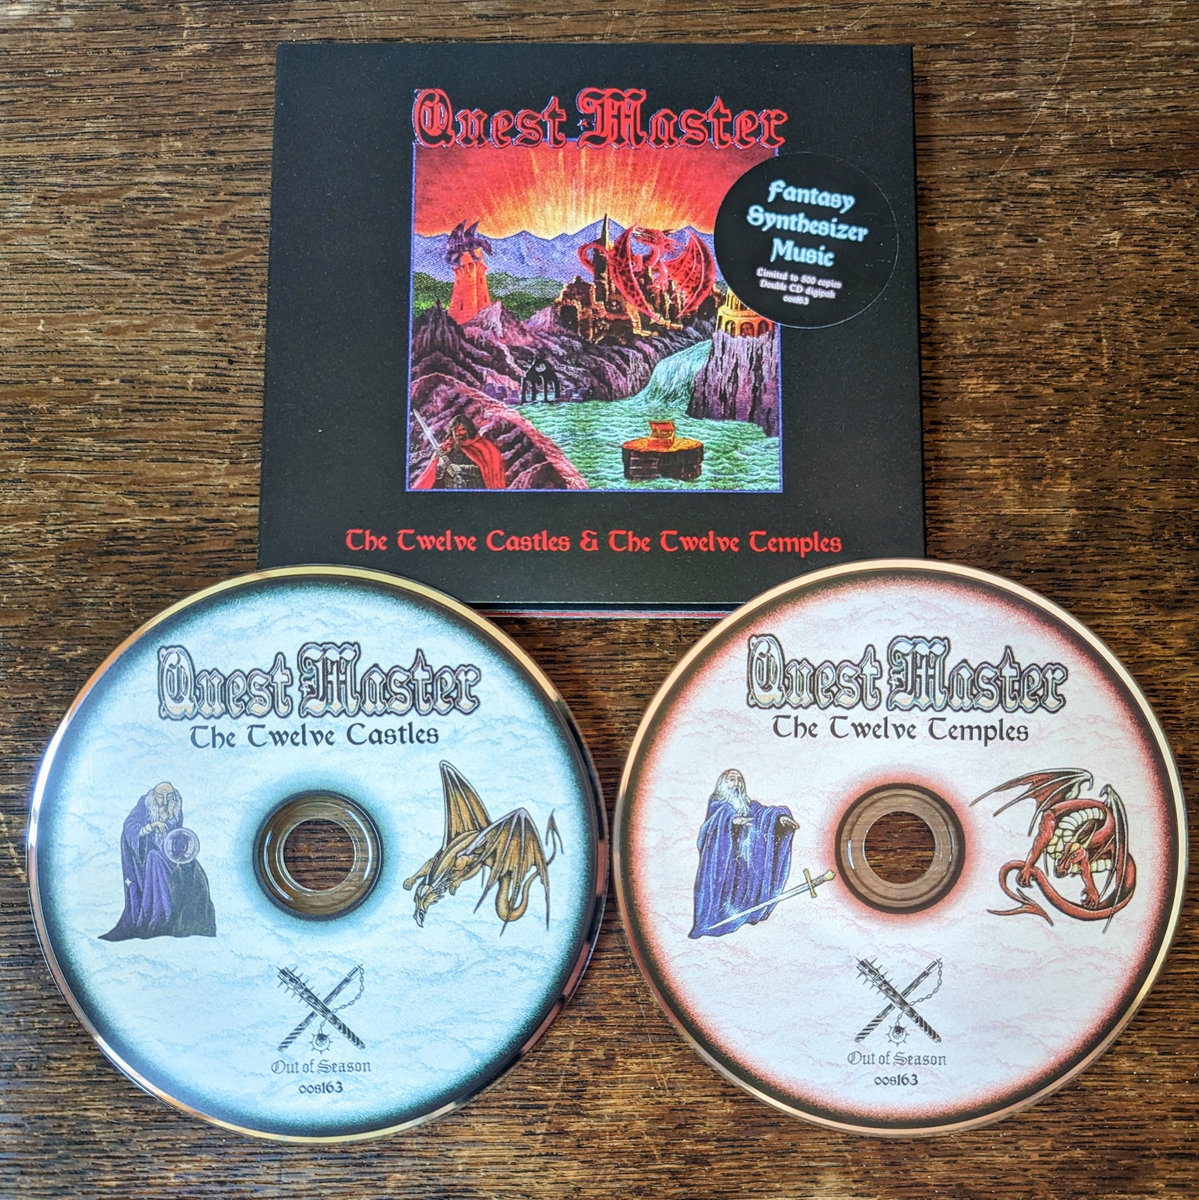 Quest Master
Fantasy
Synthesizer
Music
Limited to 500 copies
Double CD digipak
oos163
The Twelve Castles & The Twelve Temples
Quest Master
The Twelve Castles
Out of Season
oos163
Quest Master
The Twelve Temples
Out of Season
oos163